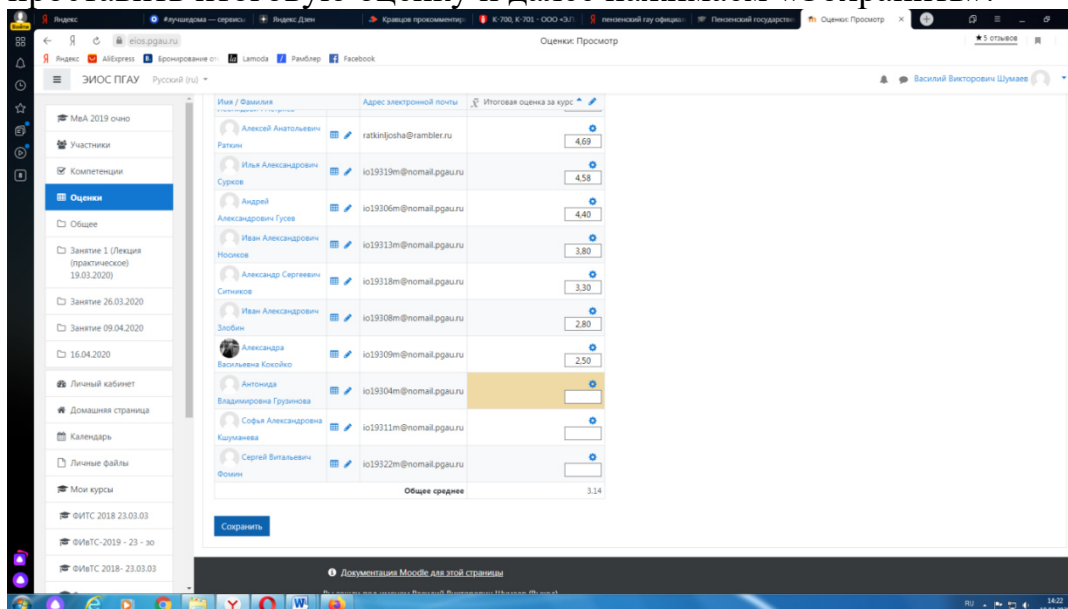 проставить итоговую оценку и далее нажимаем «Сохранить».
Яндекс
#лучшедома — сервисы
Яндекс Дзен
Кравцов прокомментир
К-700, К-701 - ООО «З.П
пензенский гау официал
Пензенский государстве
Оценки: Просмотр
eios.pgau.ru
Оценки: Просмотр
★ 5 отзывов
Яндекс
AliExpress
Бронирование от
Lamoda
Рамблер
Facebook
ЭИОС ПГАУ
Русский (ru)
Василий Викторович Шумаев
МвА 2019 очно
Участники
Компетенции
Оценки
Общее
Занятие 1 (Лекция
(практическое)
19.03.2020)
Занятие 26.03.2020
Занятие 09.04.2020
16.04.2020
Личный кабинет
Домашняя страница
Календарь
Личные файлы
Мои курсы
ФИТС 2018 23.03.03
ФИвТС-2019 - 23 - зо
ФИвТС 2018- 23.03.03
Имя / Фамилия
Адрес электронной почты
Итоговая оценка за курс
Алексей Анатольевич
Раткин
ratkinljosha@rambler.ru
4,69
Илья Александрович
Сурков
io19319m@nomail.pgau.ru
4,58
Андрей
Александрович Гусев
io19306m@nomail.pgau.ru
4,40
Иван Александрович
Носиков
io19313m@nomail.pgau.ru
3,80
Александр Сергеевич
Ситников
io19318m@nomail.pgau.ru
3,30
Иван Александрович
Злобин
io19308m@nomail.pgau.ru
2,80
Александра
Васильевна Кокойко
io19309m@nomail.pgau.ru
2,50
Антонида
Владимировна Грузинова
io19304m@nomail.pgau.ru
Софья Александровна
Кшуманева
io19311m@nomail.pgau.ru
Сергей Витальевич
Фомин
io19322m@nomail.pgau.ru
Общее среднее
3,14
Сохранить
Документация Moodle для этой страницы
RU
14:22